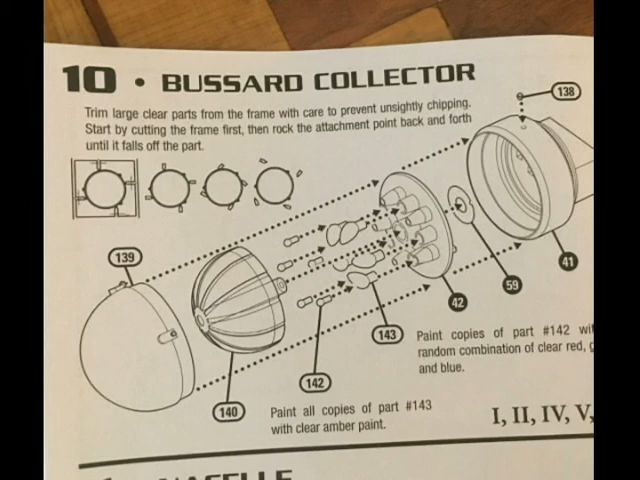 10 • BUSSARD COLLECTOR
Trim large clear parts from the frame with care to prevent unsightly chipping.
Start by cutting the frame first, then rock the attachment point back and forth
until it falls off the part.
138
139
41
59
42
143
Paint copies of part #142
random combination of clear red,
and blue.
142
140
Paint all copies of part #143
with clear amber paint.
I, II, IV, V,
NACELLE